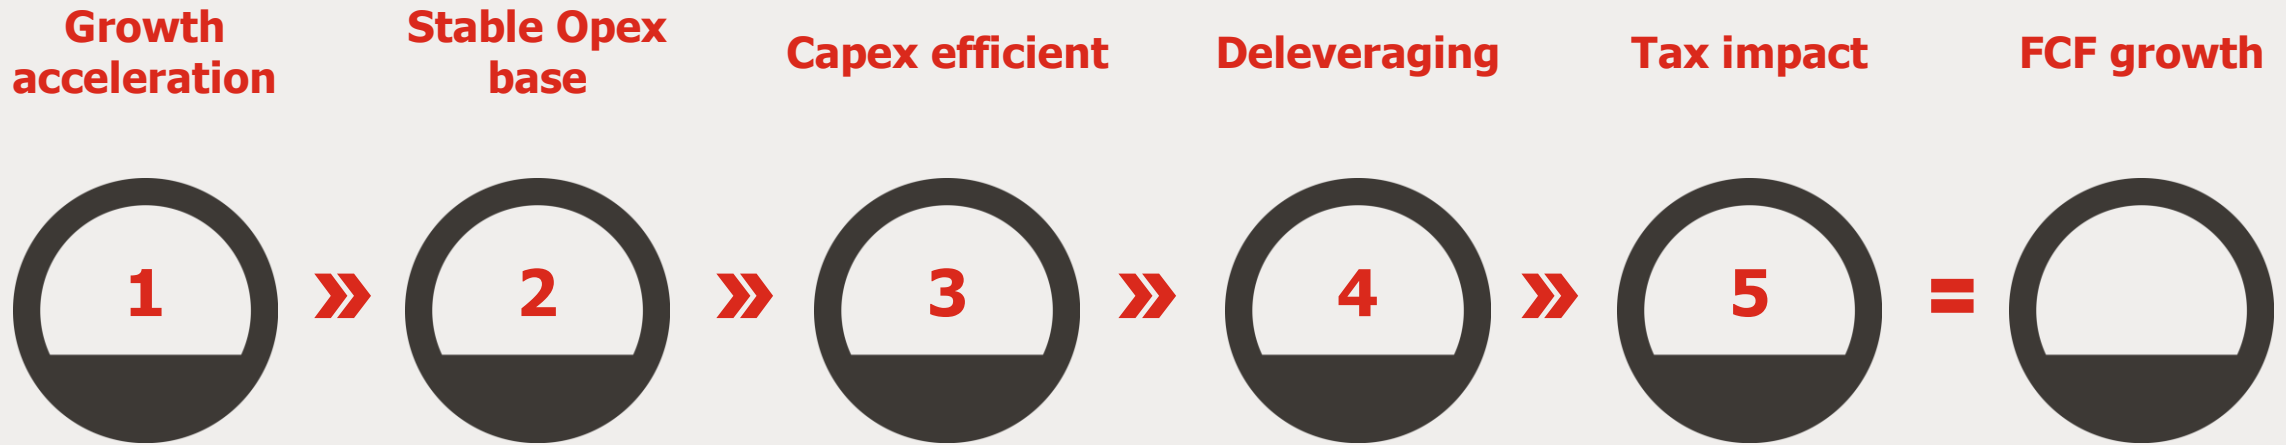 Growth
acceleration
Stable Opex
base
Capex efficient
Deleveraging
Tax impact
FCF growth
1 » 2 » 3 » 4 » 5 =